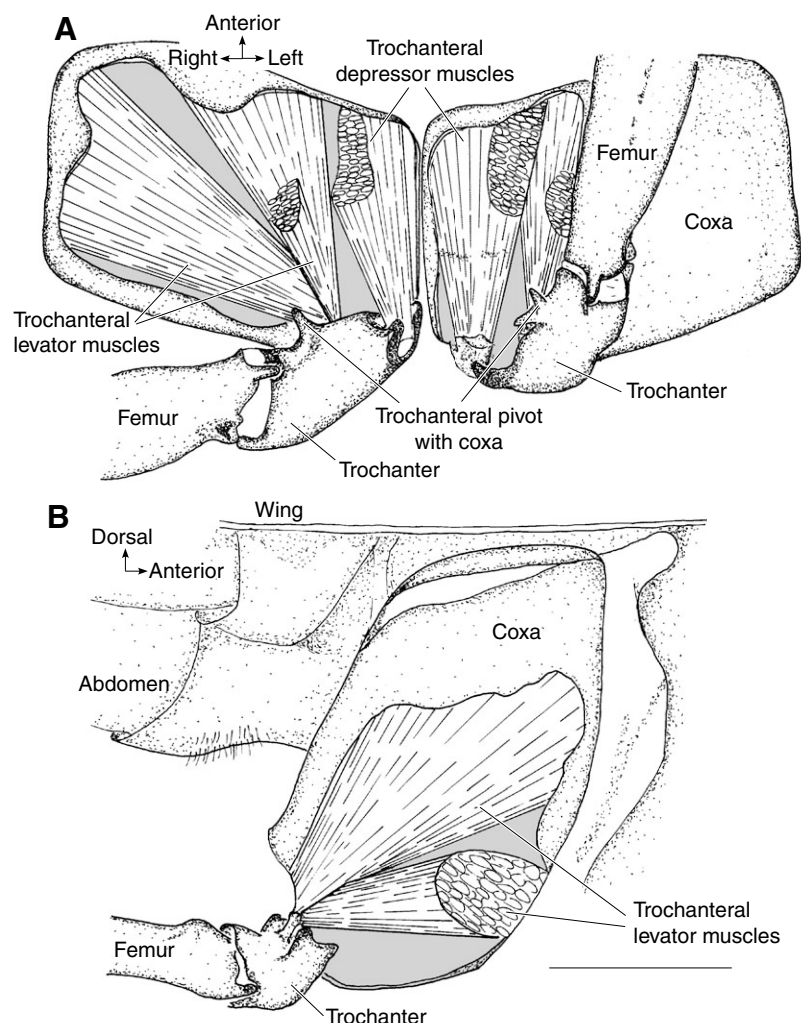 A
Anterior
Right
Left
Trochanteral
depressor muscles
Femur
Coxa
Trochanteral
levator muscles
Femur
Trochanteral pivot
with coxa
Trochanter
Trochanter
B
Wing
Dorsal
Anterior
Coxa
Abdomen
Trochanteral
levator muscles
Femur
Trochanter